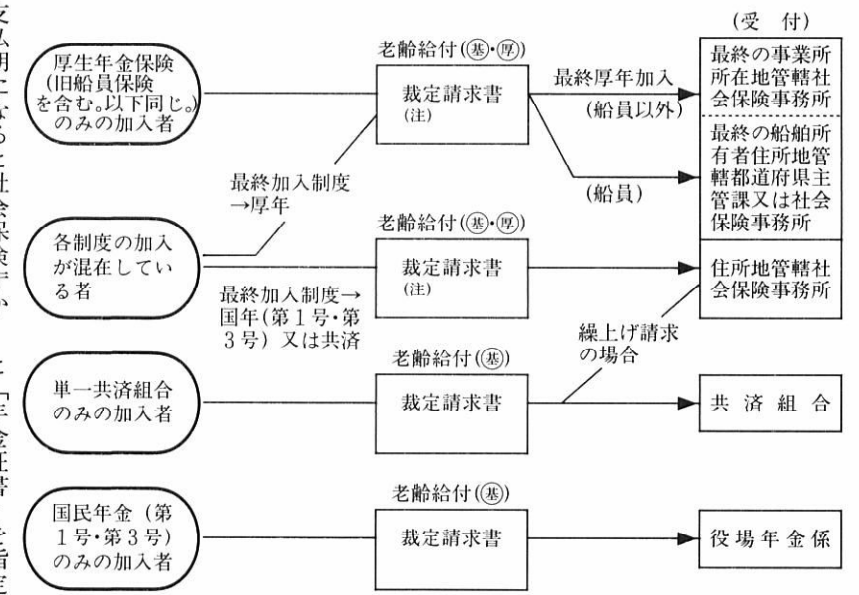 (受　付)
厚生年金保険
(旧船員保険
を含む。以下同じ。)
のみの加入者
老齢給付(㊄・㊉)
裁定請求書
(注)
最終厚年加入
(船員以外)
(船員)
最終の事業所
所在地管轄社
会保険事務所
最終の船舶所
有者住所地管
轄都道府県主
管課又は社会
保険事務所
最終加入制度
→厚年
各制度の加入
が混在してい
る者
最終加入制度→
国年(第1号・第
3号) 又は共済
老齢給付(基・厚)
裁定請求書
(注)
住所地管轄社
会保険事務所
繰上げ請求
の場合
単一共済組合
のみの加入者
老齢給付(基)
裁定請求書
共　済　組　合
国民年金 (第
1号・第3号)
のみの加入者
老齢給付(基)
裁定請求書
役場年金係